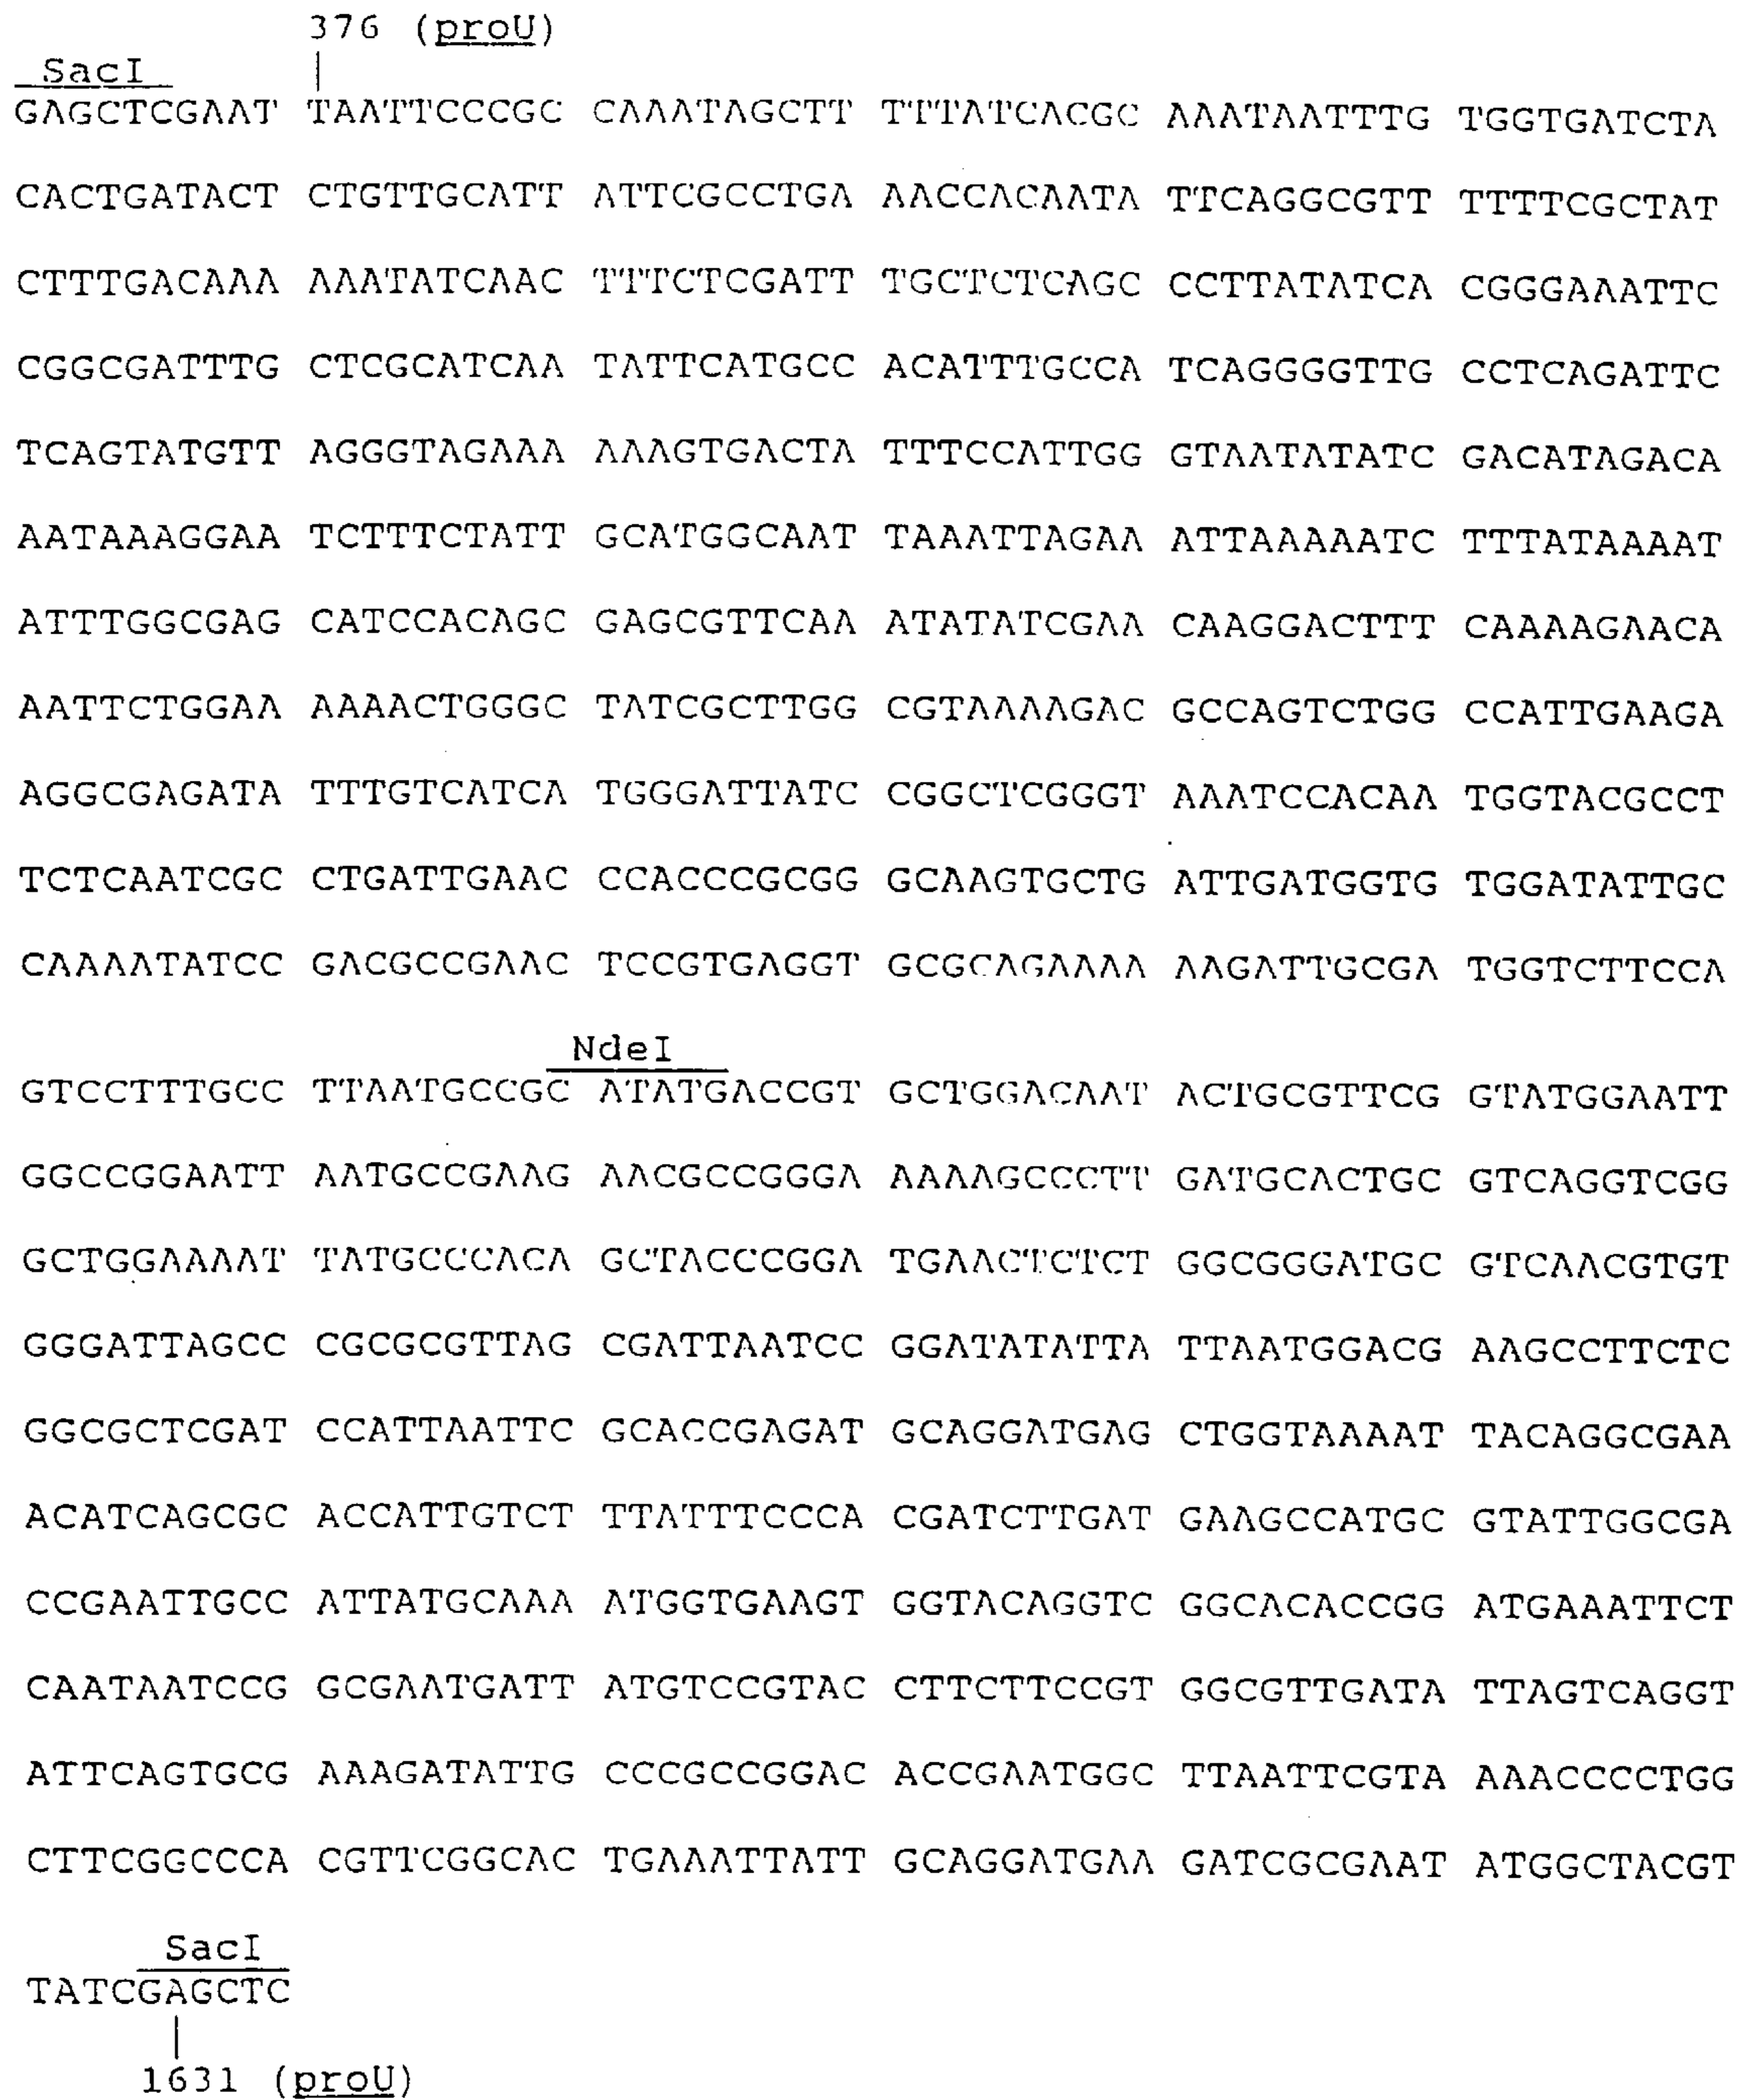 376 (proU)
SacI
GAGCTCGAAT TAATTCCCGC CAAATAGCTT TTTATCACGC AAATAATTTG TGGTGATCTA
CACTGATACT CTGTTGCATT ATTCGCCTGA AACCACAATA TTCAGGCGTT TTTTCGCTAT
CTTTGACAAA AAATATCAAC TTTCTCGATT TGCTCTCAGC CCTTATATCA CGGGAAATTC
CGGCGATTTG CTCGCATCAA TATTCATGCC ACATTTGCCA TCAGGGGTTG CCTCAGATTC
TCAGTATGTT AGGGTAGAAA AAAGTGACTA TTTCCATTGG GTAATATATC GACATAGACA
AATAAAGGAA TCTTTCTATT GCATGGCAAT TAAATTAGAA ATTAAAAATC TTTATAAAAT
ATTTGGCGAG CATCCACAGC GAGCGTTCAA ATATATCGAA CAAGGACTTT CAAAAGAACA
AATTCTGGAA AAAACTGGGC TATCGCTTGG CGTAAAAGAC GCCAGTCTGG CCATTGAAGA
AGGCGAGATA TTTGTCATCA TGGGATTATC CGGCTCGGGT AAATCCACAA TGGTACGCCT
TCTCAATCGC CTGATTGAAC CCACCCGCGG GCAAGTGCTG ATTGATGGTG TGGATATTGC
CAAAATATCC GACGCCGAAC TCCGTGAGGT GCGCAGAAAA AAGATTGCGA TGGTCTTCCA
NdeI
GTCCTTTGCC TTAATGCCGC ATATGACCGT GCTGGACAAT ACTGCGTTCG GTATGGAATT
GGCCGGAATT AATGCCGAAG AACGCCGGGA AAAAGCCCTT GATGCACTGC GTCAGGTCGG
GCTGGAAAAT TATGCCCACA GCTACCCGGA TGAACTCTCT GGCGGGATGC GTCAACGTGT
GGGATTAGCC CGCGCGTTAG CGATTAATCC GGATATATTA TTAATGGACG AAGCCTTCTC
GGCGCTCGAT CCATTAATTC GCACCGAGAT GCAGGATGAG CTGGTAAAAT TACAGGCGAA
ACATCAGCGC ACCATTGTCT TTATTTCCCA CGATCTTGAT GAAGCCATGC GTATTGGCGA
CCGAATTGCC ATTATGCAAA ATGGTGAAGT GGTACAGGTC GGCACACCGG ATGAAATTCT
CAATAATCCG GCGAATGATT ATGTCCGTAC CTTCTTCCGT GGCGTTGATA TTAGTCAGGT
ATTCAGTGCG AAAGATATTG CCCGCCGGAC ACCGAATGGC TTAATTCGTA AAACCCCTGG
CTTCGGCCCA CGTTCGGCAC TGAAATTATT GCAGGATGAA GATCGCGAAT ATGGCTACGT
SacI
TATCGAGCTC
1631 (proU)